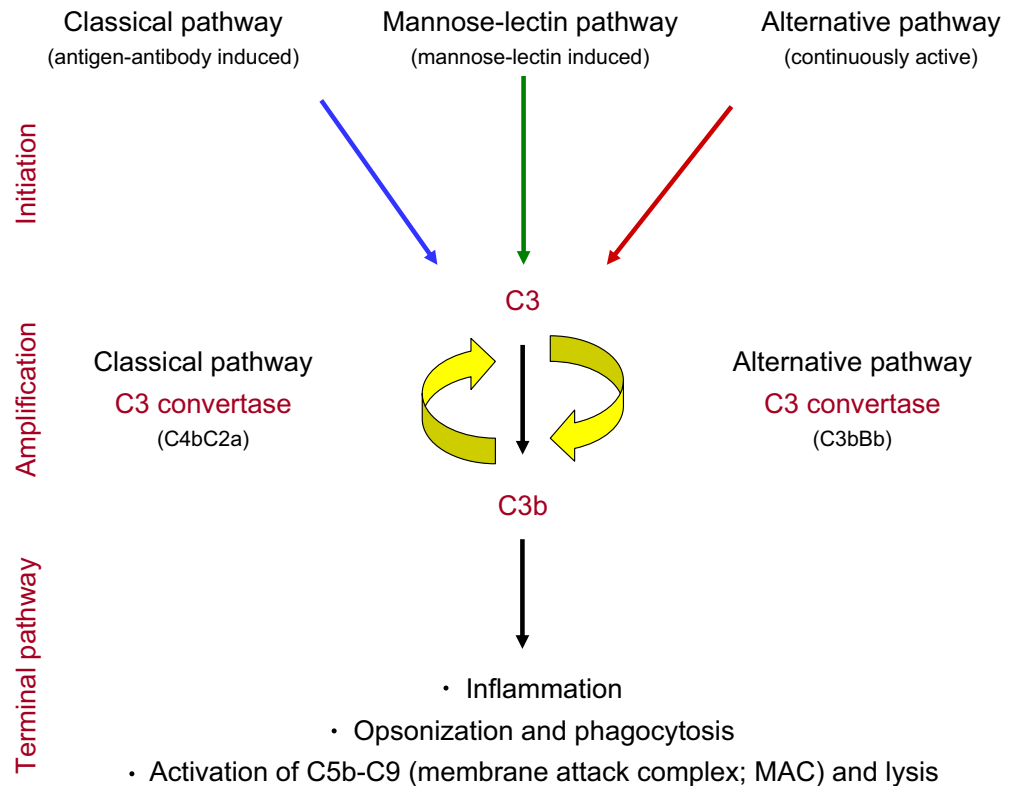 Classical pathway
(antigen-antibody induced)
Mannose-lectin pathway
(mannose-lectin induced)
Alternative pathway
(continuously active)
Initiation
C3
Amplification
Classical pathway
C3 convertase
(C4bC2a)
Alternative pathway
C3 convertase
(C3bBb)
C3b
Terminal pathway
· Inflammation
· Opsonization and phagocytosis
· Activation of C5b-C9 (membrane attack complex; MAC) and lysis